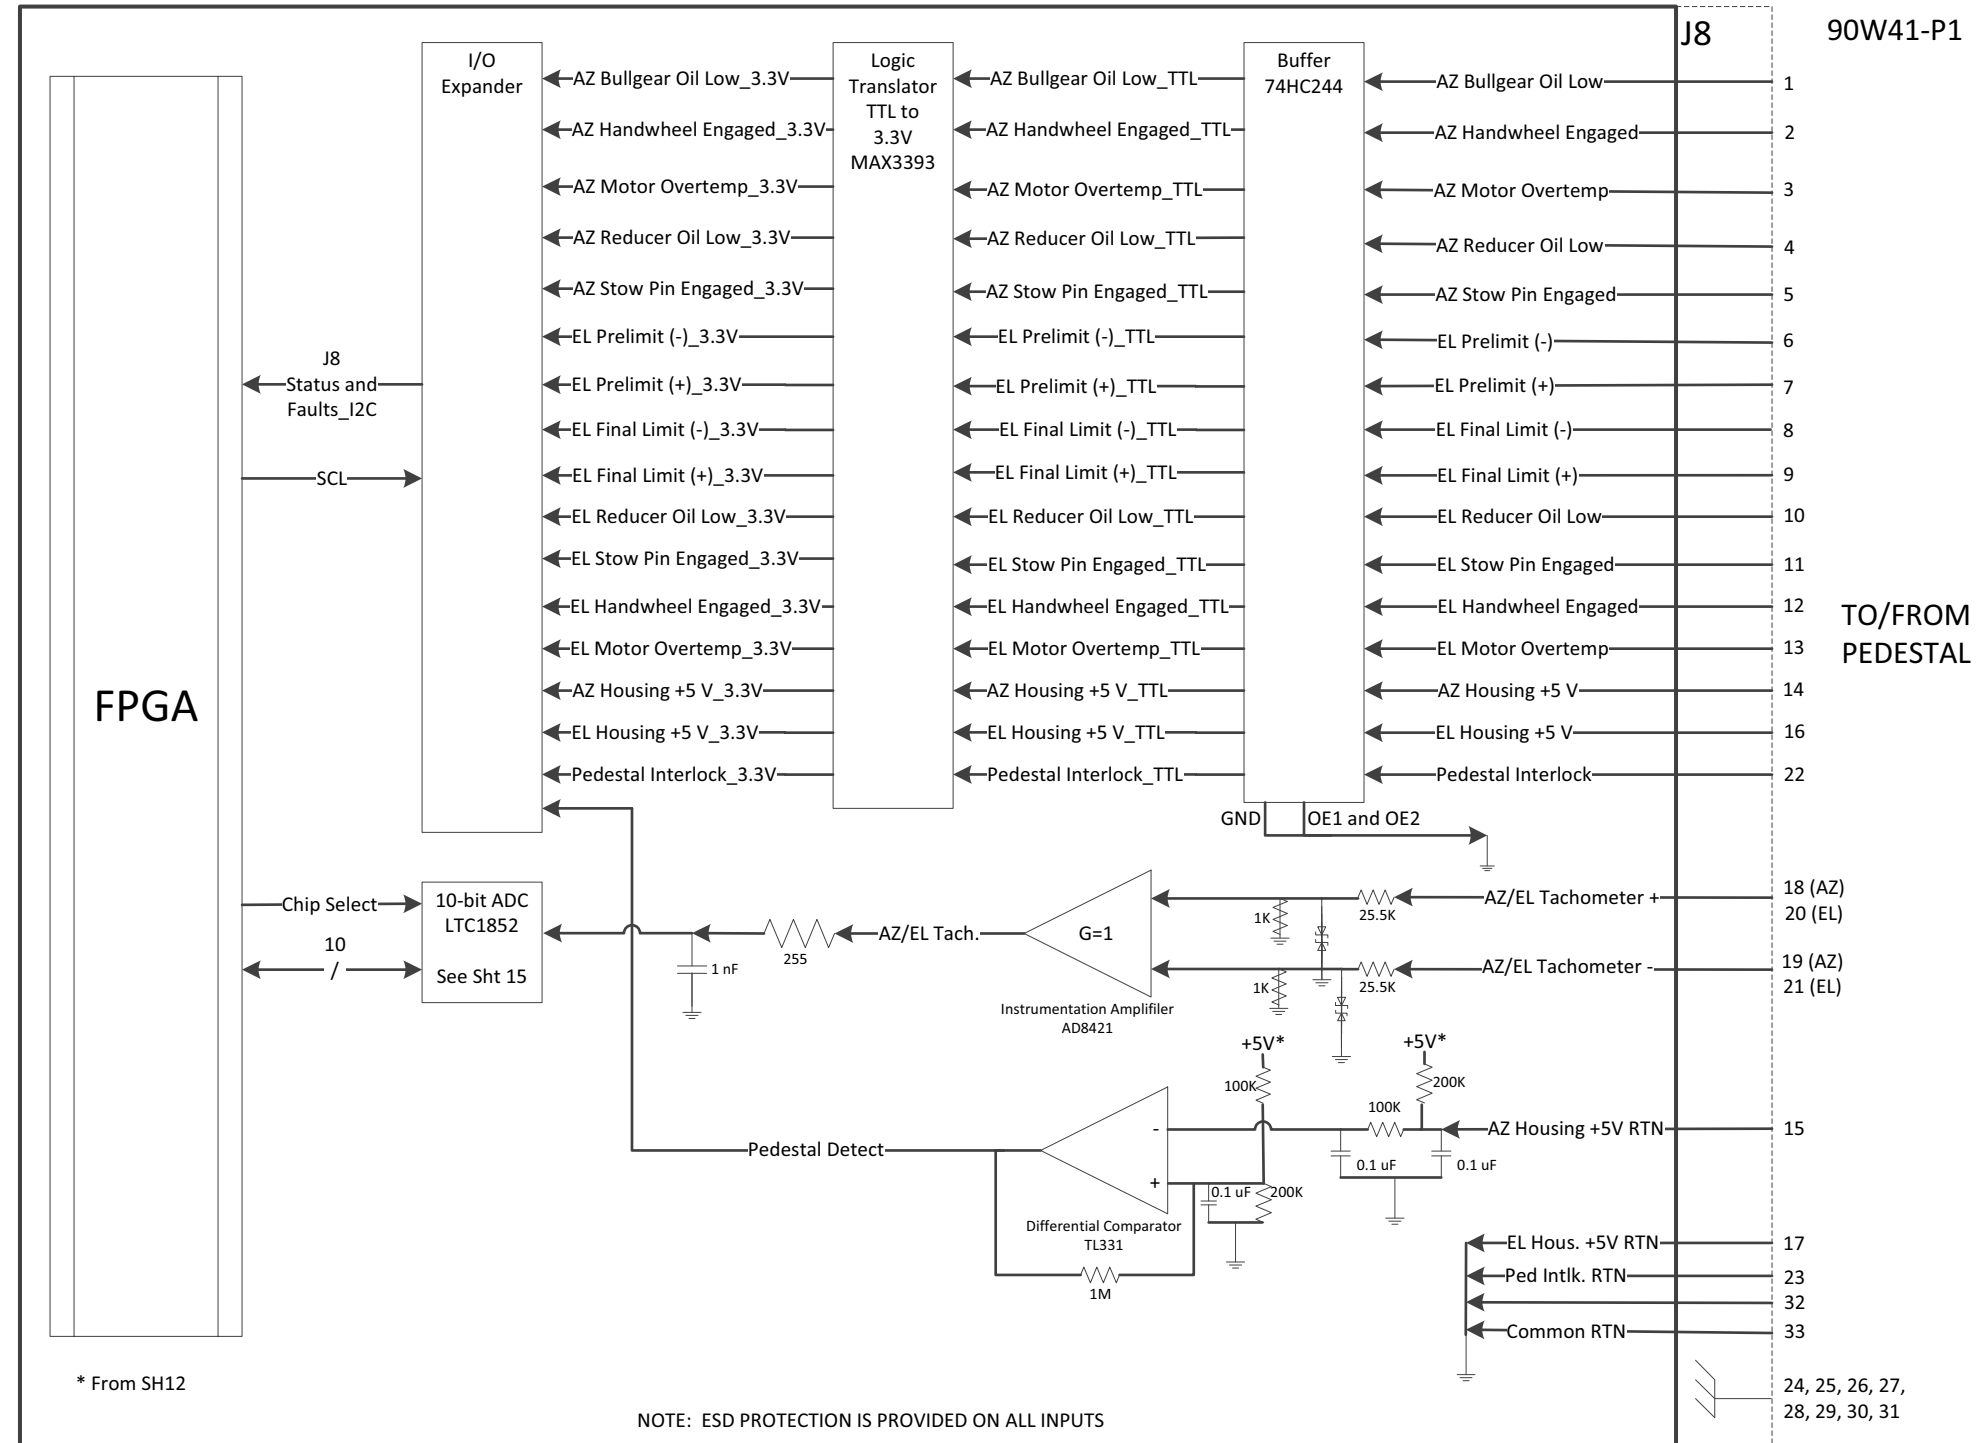 J8
90W41-P1
I/O
Expander
Logic
Translator
TTL to
3.3V
MAX3393
Buffer
74HC244
AZ Bullgear Oil Low_3.3V
AZ Bullgear Oil Low_TTL
AZ Bullgear Oil Low
1
AZ Handwheel Engaged_3.3V
AZ Handwheel Engaged_TTL
AZ Handwheel Engaged
2
AZ Motor Overtemp_3.3V
AZ Motor Overtemp_TTL
AZ Motor Overtemp
3
AZ Reducer Oil Low_3.3V
AZ Reducer Oil Low_TTL
AZ Reducer Oil Low
4
AZ Stow Pin Engaged_3.3V
AZ Stow Pin Engaged_TTL
AZ Stow Pin Engaged
5
EL Prelimit (-)_3.3V
EL Prelimit (-)_TTL
EL Prelimit (-)
6
J8
Status and
Faults_I2C
EL Prelimit (+)_3.3V
EL Prelimit (+)_TTL
EL Prelimit (+)
7
EL Final Limit (-)_3.3V
EL Final Limit (-)_TTL
EL Final Limit (-)
8
SCL
EL Final Limit (+)_3.3V
EL Final Limit (+)_TTL
EL Final Limit (+)
9
EL Reducer Oil Low_3.3V
EL Reducer Oil Low_TTL
EL Reducer Oil Low
10
EL Stow Pin Engaged_3.3V
EL Stow Pin Engaged_TTL
EL Stow Pin Engaged
11
EL Handwheel Engaged_3.3V
EL Handwheel Engaged_TTL
EL Handwheel Engaged
12
TO/FROM
PEDESTAL
EL Motor Overtemp_3.3V
EL Motor Overtemp_TTL
EL Motor Overtemp
13
FPGA
AZ Housing +5 V_3.3V
AZ Housing +5 V_TTL
AZ Housing +5 V
14
EL Housing +5 V_3.3V
EL Housing +5 V_TTL
EL Housing +5 V
16
Pedestal Interlock_3.3V
Pedestal Interlock_TTL
Pedestal Interlock
22
GND
OE1 and OE2
Chip Select
10
/
10-bit ADC
LTC1852
See Sht 15
1 nF
255
AZ/EL Tach.
G=1
Instrumentation Amplifiler
AD8421
1K
25.5K
AZ/EL Tachometer +
18 (AZ)
20 (EL)
1K
25.5K
AZ/EL Tachometer -
19 (AZ)
21 (EL)
+5V*
+5V*
100K
200K
100K
AZ Housing +5V RTN
15
Pedestal Detect
-
+
0.1 uF
0.1 uF
0.1 uF
200K
Differential Comparator
TL331
1M
EL Hous. +5V RTN
17
Ped Intlk. RTN
23
32
Common RTN
33
* From SH12
24, 25, 26, 27,
28, 29, 30, 31
NOTE: ESD PROTECTION IS PROVIDED ON ALL INPUTS